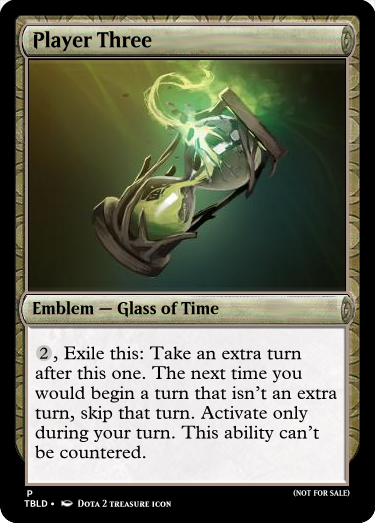 Player Three
Emblem — Glass of Time
2, Exile this: Take an extra turn
after this one. The next time you
would begin a turn that isn't an extra
turn, skip that turn. Activate only
during your turn. This ability can't
be countered.
P
(NOT FOR SALE)
TBLD • DOTA 2 TREASURE ICON